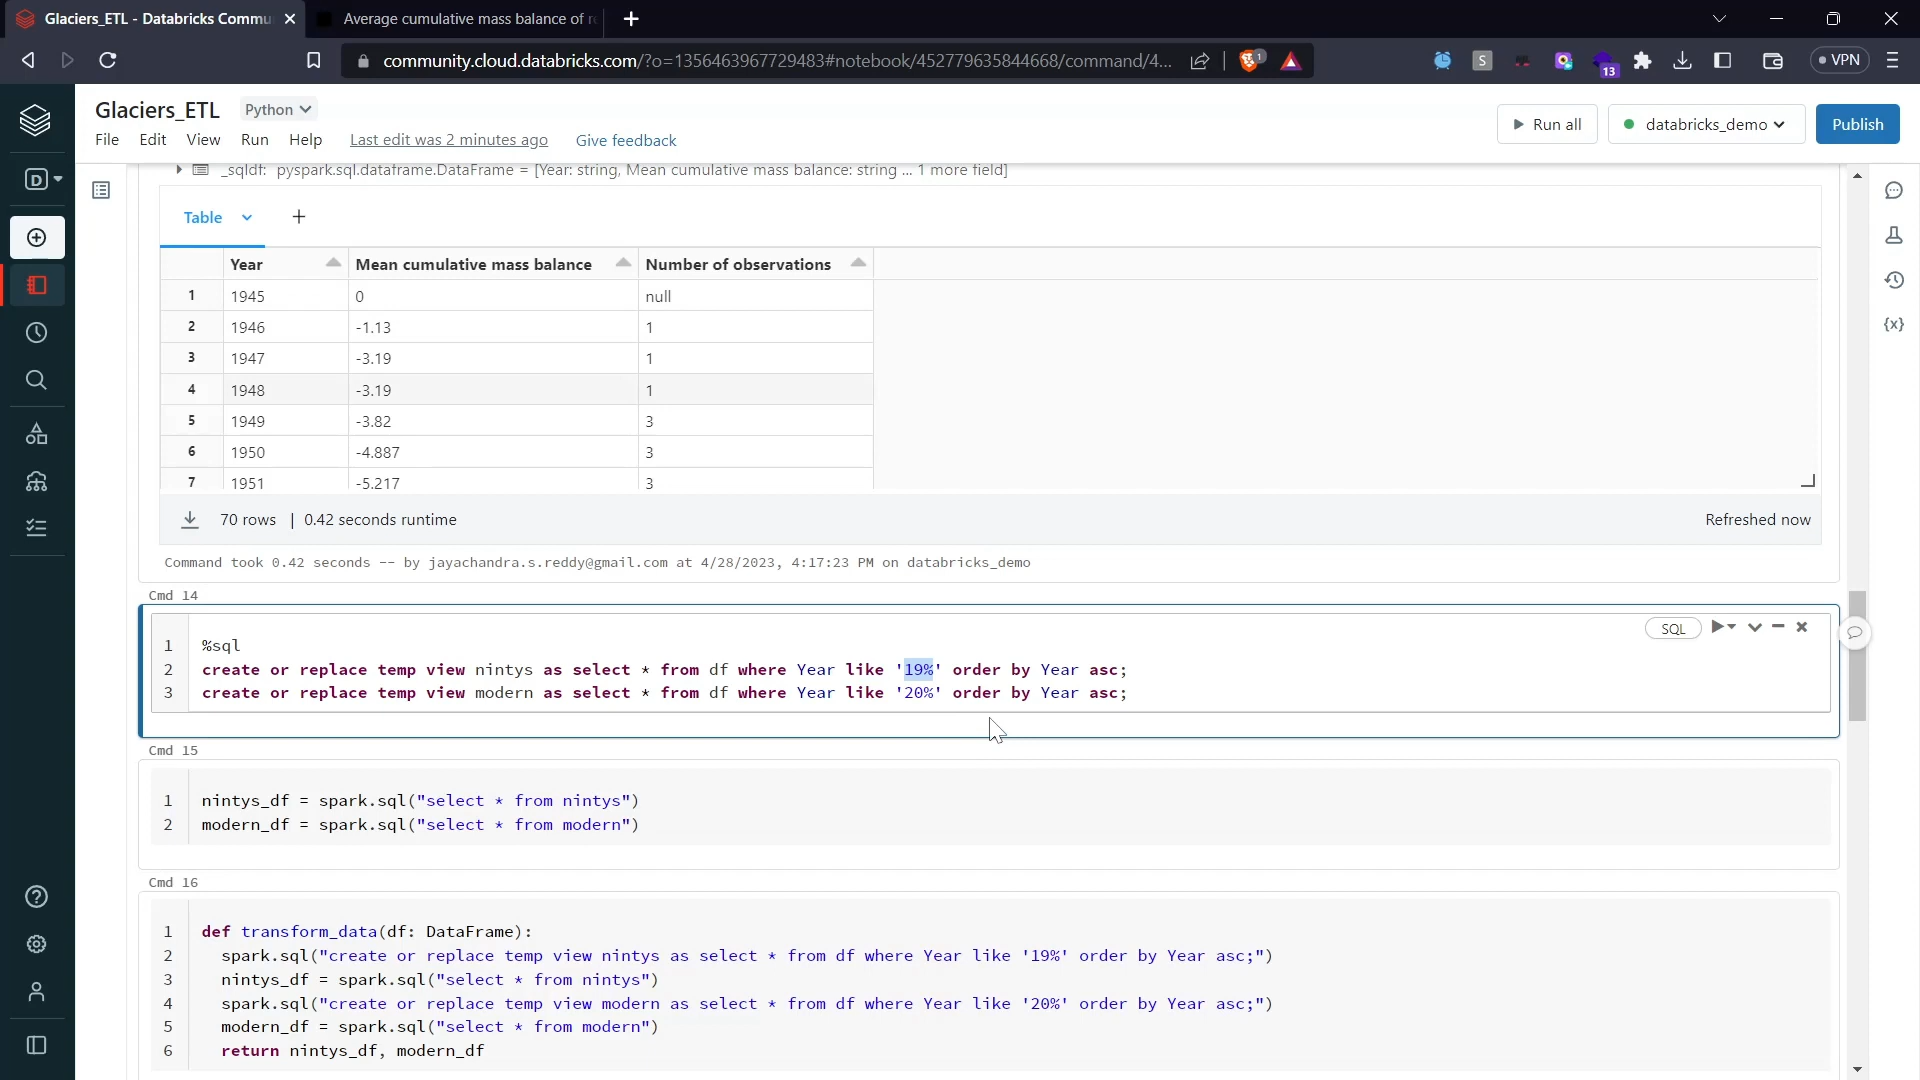 Glaciers_ETL - Databricks Commu
Average cumulative mass balance of r
community.cloud.databricks.com/?o=1356463967729483#notebook/452779635844668/command/4...
1
S
13
VPN
Glaciers_ETL
Python
File Edit View Run Help Last edit was 2 minutes ago Give feedback
Run all
databricks_demo
Publish
D
_sqldf: pyspark.sql.dataframe.DataFrame = [Year: string, Mean cumulative mass balance: string ... 1 more field]
Table +
Year Mean cumulative mass balance Number of observations
1 1945 0 null
2 1946 -1.13 1
3 1947 -3.19 1
4 1948 -3.19 1
5 1949 -3.82 3
6 1950 -4.887 3
7 1951 -5.217 3
70 rows | 0.42 seconds runtime
Refreshed now
Command took 0.42 seconds -- by jayachandra.s.reddy@gmail.com at 4/28/2023, 4:17:23 PM on databricks_demo
Cmd 14
SQL
1 %sql
2 create or replace temp view nintys as select * from df where Year like '19%' order by Year asc;
3 create or replace temp view modern as select * from df where Year like '20%' order by Year asc;
Cmd 15
1 nintys_df = spark.sql("select * from nintys")
2 modern_df = spark.sql("select * from modern")
Cmd 16
1 def transform_data(df: DataFrame):
2 spark.sql("create or replace temp view nintys as select * from df where Year like '19%' order by Year asc;")
3 nintys_df = spark.sql("select * from nintys")
4 spark.sql("create or replace temp view modern as select * from df where Year like '20%' order by Year asc;")
5 modern_df = spark.sql("select * from modern")
6 return nintys_df, modern_df
{x}